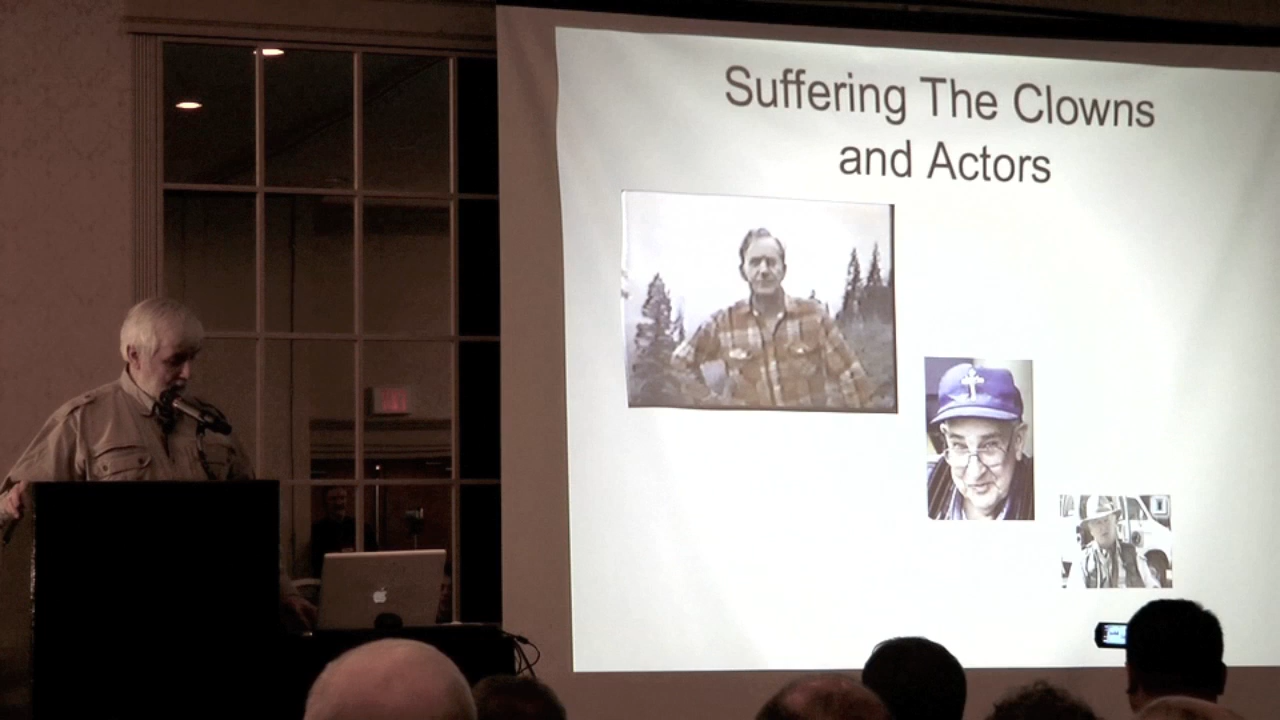 Suffering The Clowns
and Actors